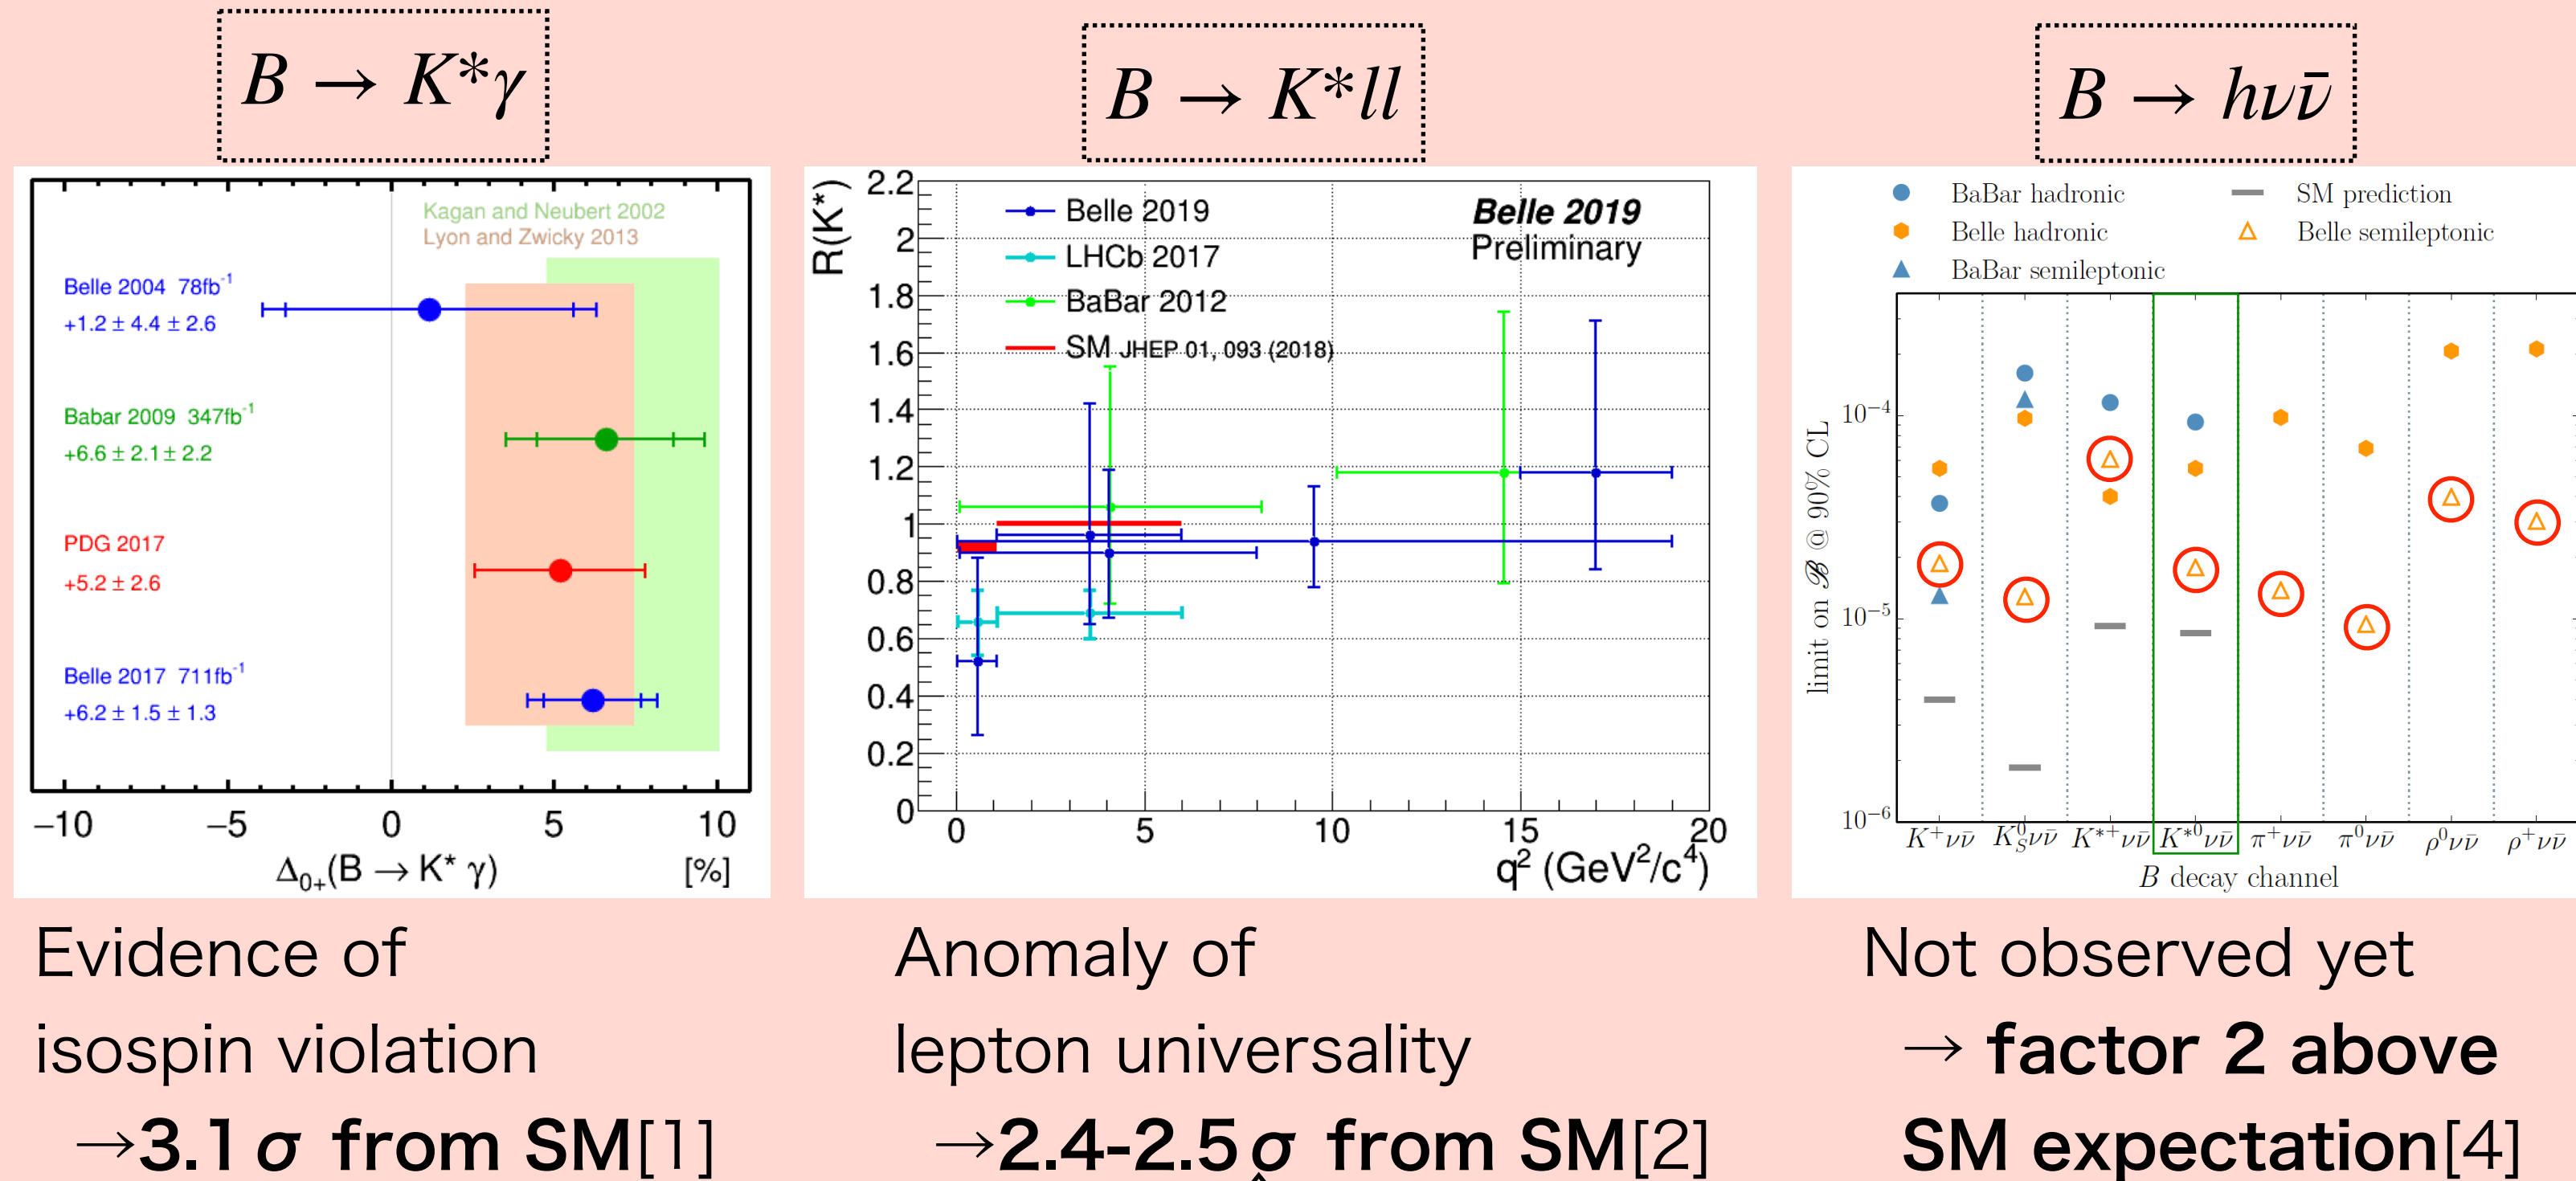 B → K*γ
Kagan and Neubert 2002
Lyon and Zwicky 2013
Belle 2004 78fb⁻¹
+1.2 ± 4.4 ± 2.6
Babar 2009 347fb⁻¹
+6.6 ± 2.1 ± 2.2
PDG 2017
+5.2 ± 2.6
Belle 2017 711fb⁻¹
+6.2 ± 1.5 ± 1.3
−10 −5 0 5 10
Δ₀₊(B → K* γ) [%]
Evidence of
isospin violation
→3.1σ from SM[1]
B → K*ll
R(K*)
2.2
2
1.8
1.6
1.4
1.2
1
0.8
0.6
0.4
0.2
0
Belle 2019
LHCb 2017
BaBar 2012
SM JHEP 01, 093 (2018)
Belle 2019
Preliminary
0 5 10 15 20
q² (GeV²/c⁴)
Anomaly of
lepton universality
→2.4-2.5σ from SM[2]
B → hνν̄
BaBar hadronic
Belle hadronic
BaBar semileptonic
SM prediction
Belle semileptonic
limit on ℬ @ 90% CL
10⁻⁴
10⁻⁵
10⁻⁶
K⁺νν̄ K⁰_Sνν̄ K*⁺νν̄ K*⁰νν̄ π⁺νν̄ π⁰νν̄ ρ⁰νν̄ ρ⁺νν̄
B decay channel
Not observed yet
→ factor 2 above
SM expectation[4]